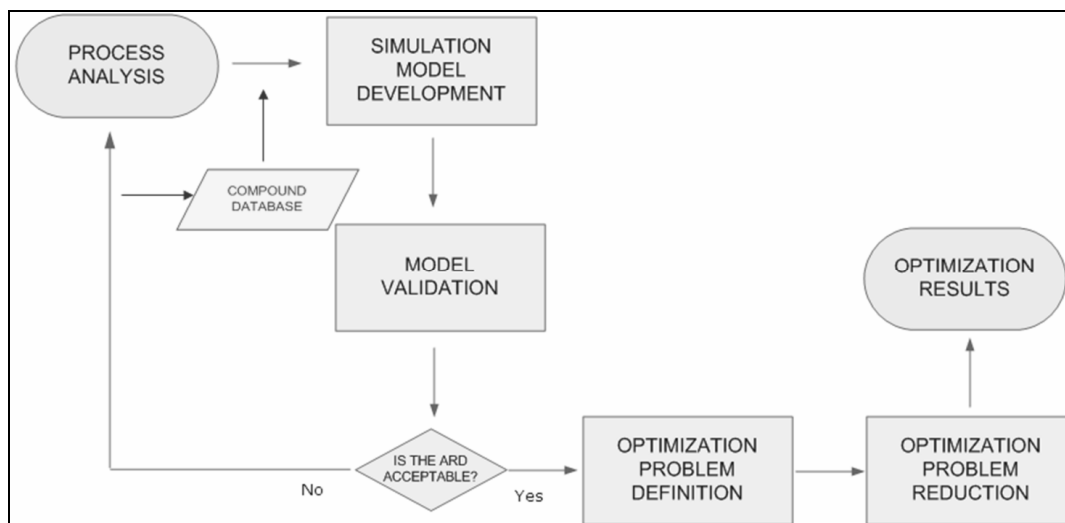 PROCESS
ANALYSIS
SIMULATION
MODEL
DEVELOPMENT
COMPOUND
DATABASE
MODEL
VALIDATION
IS THE ARD
ACCEPTABLE?
No
Yes
OPTIMIZATION
PROBLEM
DEFINITION
OPTIMIZATION
PROBLEM
REDUCTION
OPTIMIZATION
RESULTS